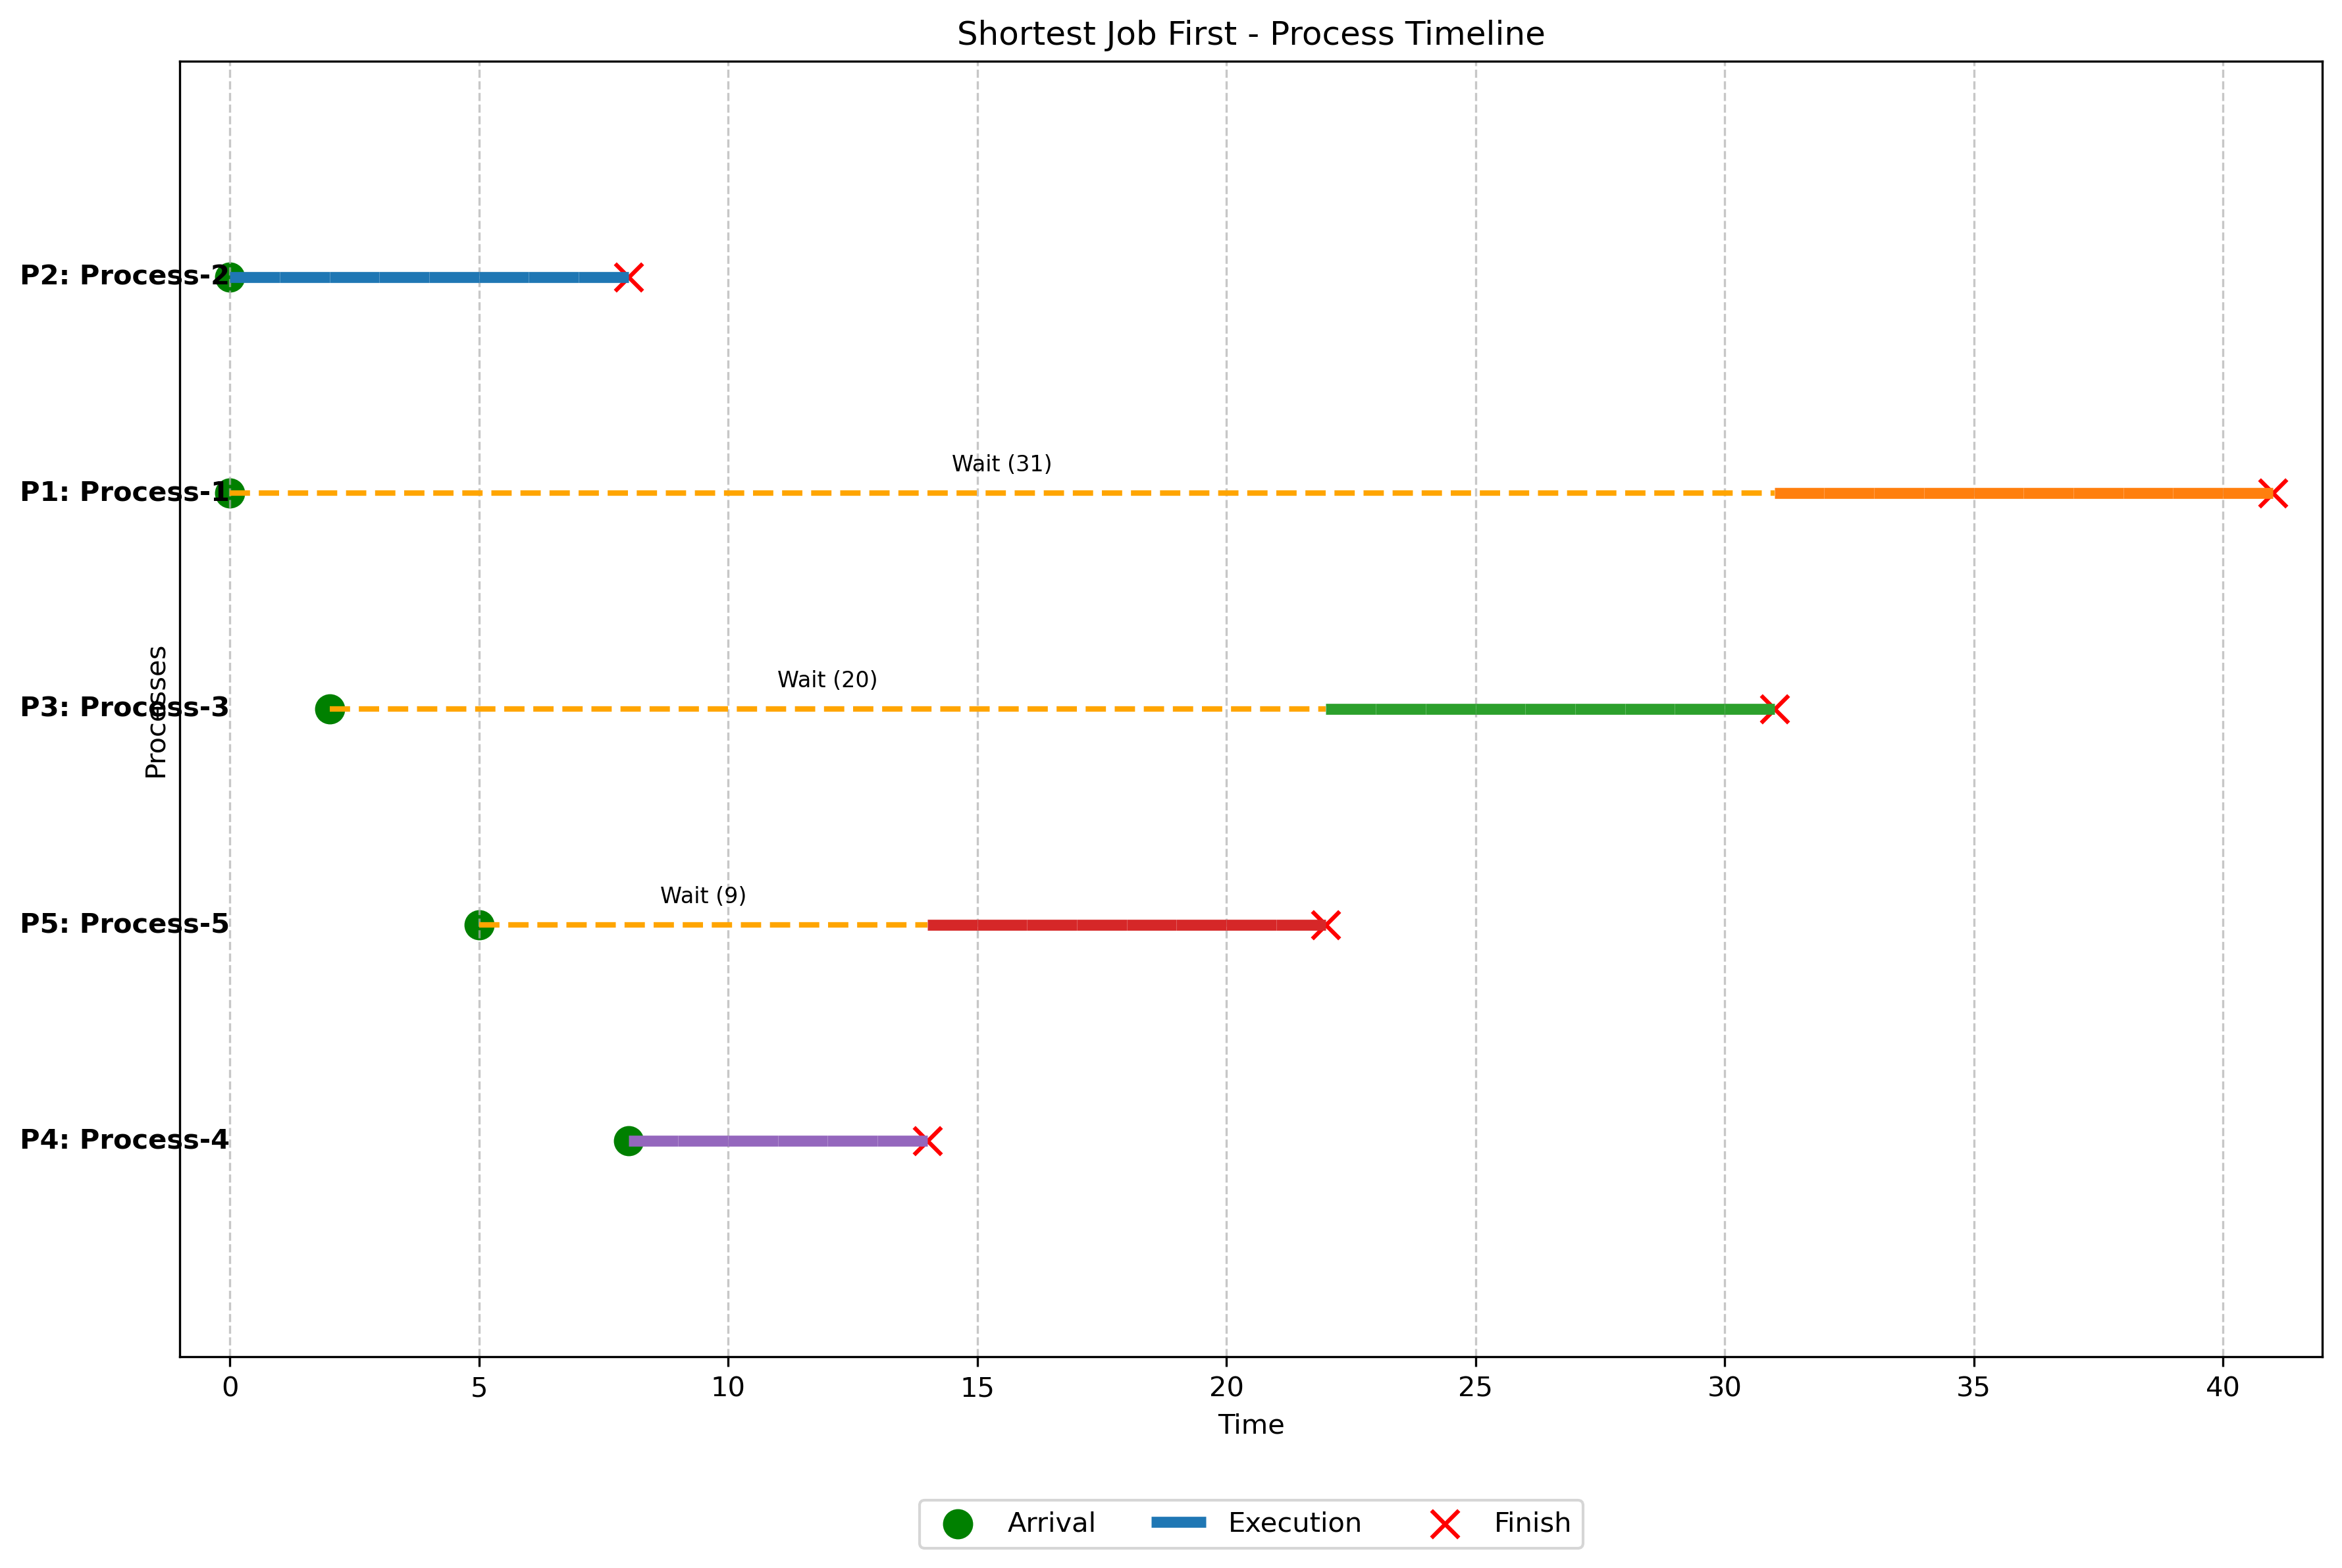 Shortest Job First - Process Timeline
P2: Process-2
P1: Process-1
Wait (31)
P3: Process-3
Wait (20)
Processes
P5: Process-5
Wait (9)
P4: Process-4
0 5 10 15 20 25 30 35 40
Time
Arrival Execution Finish